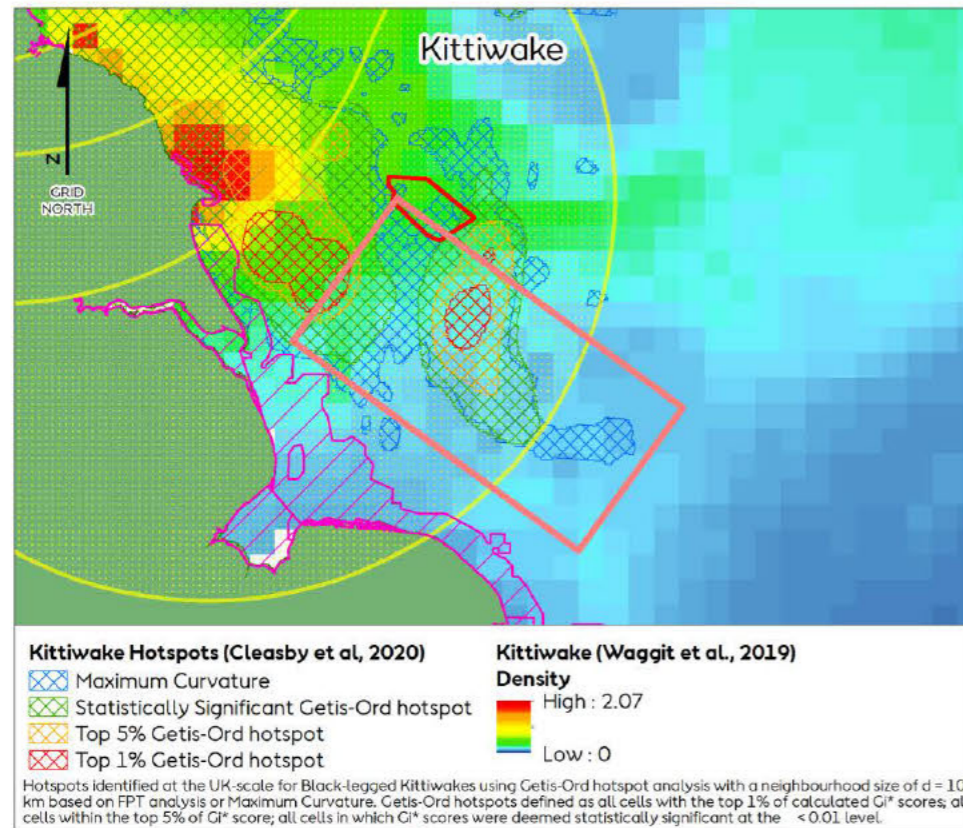 Kittiwake
N
GRID
NORTH
Kittiwake Hotspots (Cleasby et al, 2020)
Maximum Curvature
Statistically Significant Getis-Ord hotspot
Top 5% Getis-Ord hotspot
Top 1% Getis-Ord hotspot
Kittiwake (Waggit et al., 2019)
Density
High : 2.07
Low : 0
Hotspots identified at the UK-scale for Black-legged Kittiwakes using Getis-Ord hotspot analysis with a neighbourhood size of d = 10
km based on FPT analysis or Maximum Curvature. Getis-Ord hotspots defined as all cells with the top 1% of calculated Gi* scores; al
cells within the top 5% of Gi* score; all cells in which Gi* scores were deemed statistically significant at the < 0.01 level.